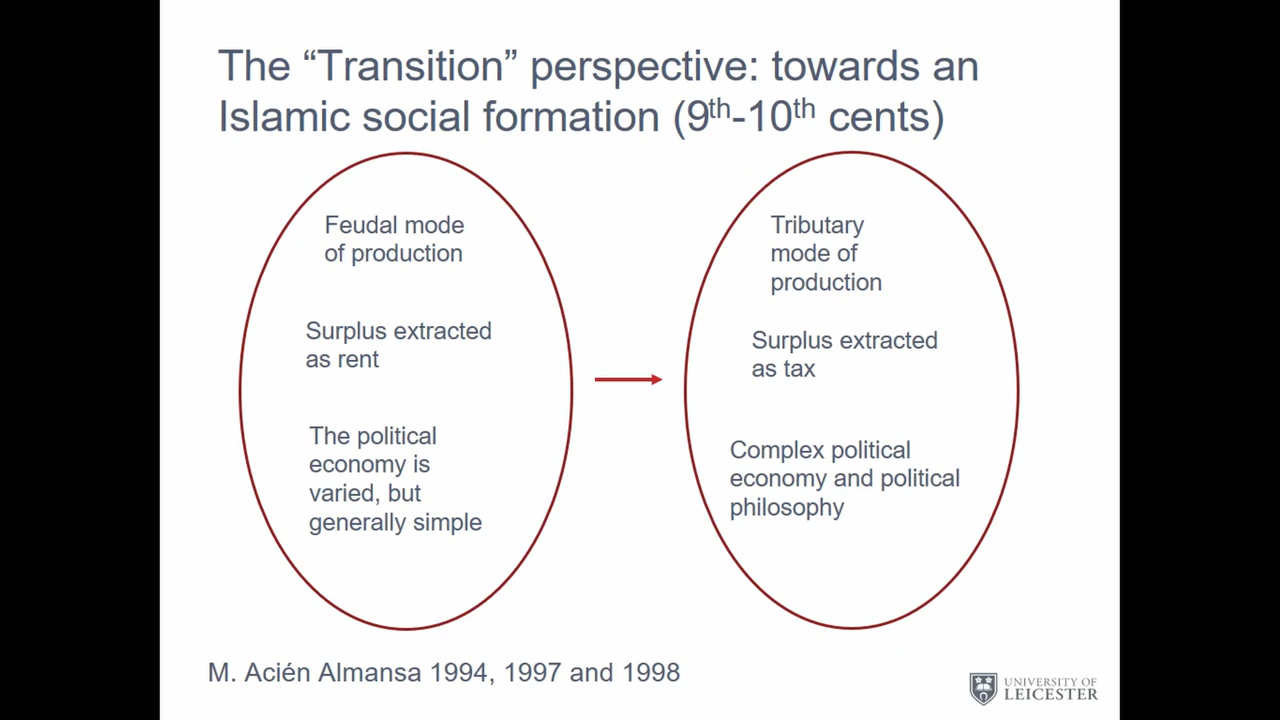 The “Transition” perspective: towards an
Islamic social formation (9th-10th cents)
Feudal mode
of production
Surplus extracted
as rent
The political
economy is
varied, but
generally simple
Tributary
mode of
production
Surplus extracted
as tax
Complex political
economy and political
philosophy
M. Acién Almansa 1994, 1997 and 1998
UNIVERSITY OF
LEICESTER